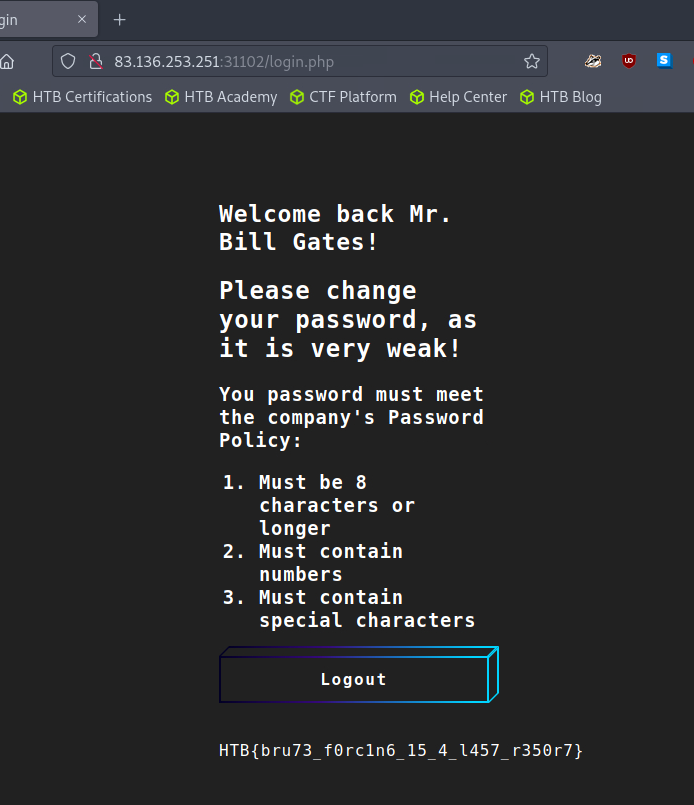 gin
83.136.253.251:31102/login.php
HTB Certifications HTB Academy CTF Platform Help Center HTB Blog
Welcome back Mr.
Bill Gates!
Please change
your password, as
it is very weak!
You password must meet
the company's Password
Policy:
1. Must be 8
characters or
longer
2. Must contain
numbers
3. Must contain
special characters
Logout
HTB{bru73_f0rc1n6_15_4_l457_r350r7}